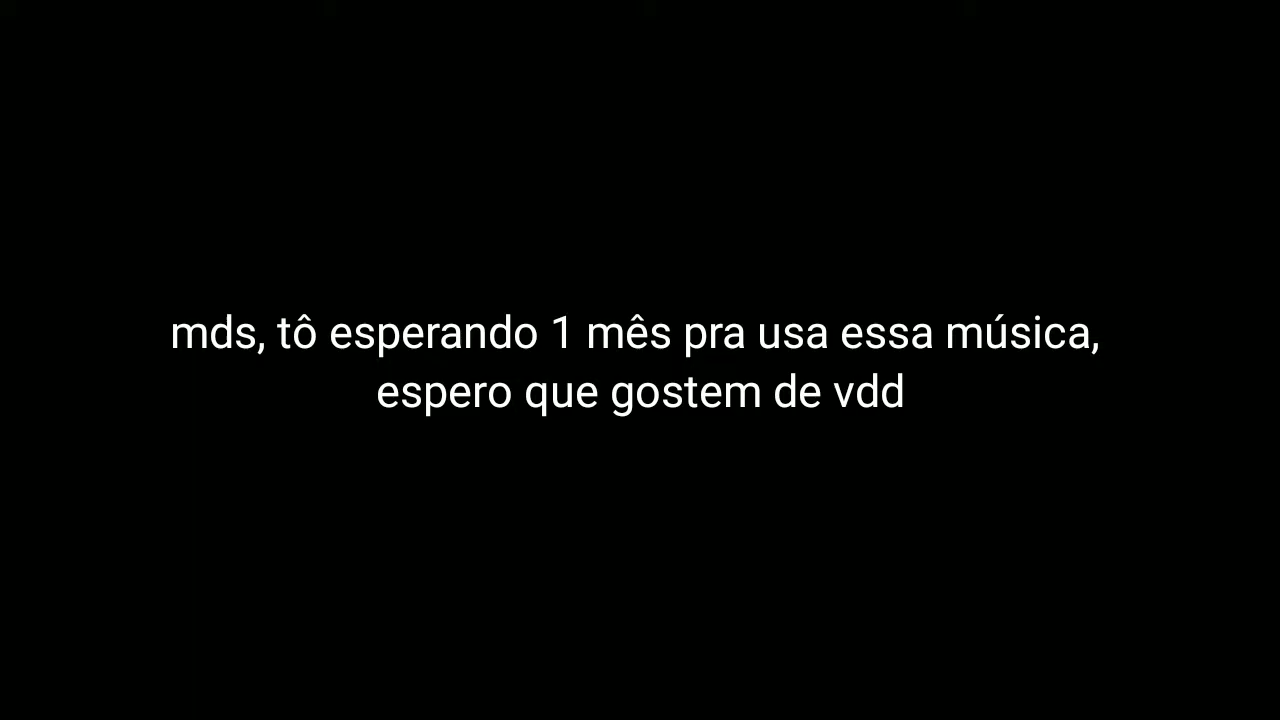 mds, tô esperando 1 mês pra usa essa música,
espero que gostem de vdd